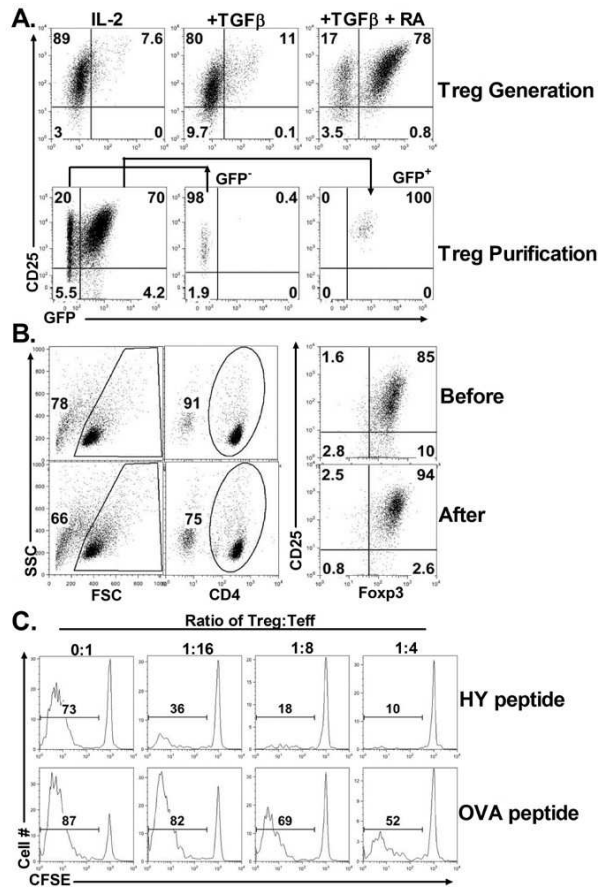 A.
IL-2 +TGFβ +TGFβ + RA
89 7.6 80 11 17 78
Treg Generation
3 0 9.7 0.1 3.5 0.8
GFP- GFP+
20 70 98 0.4 0 100
Treg Purification
5.5 4.2 1.9 0 0 0
CD25
GFP
B.
78 91 1.6 85
Before
2.8 10
66 75 2.5 94
After
0.8 2.6
SSC
FSC CD4
CD25
Foxp3
C.
Ratio of Treg:Teff
0:1 1:16 1:8 1:4
73 36 18 10
HY peptide
87 82 69 52
OVA peptide
Cell #
CFSE